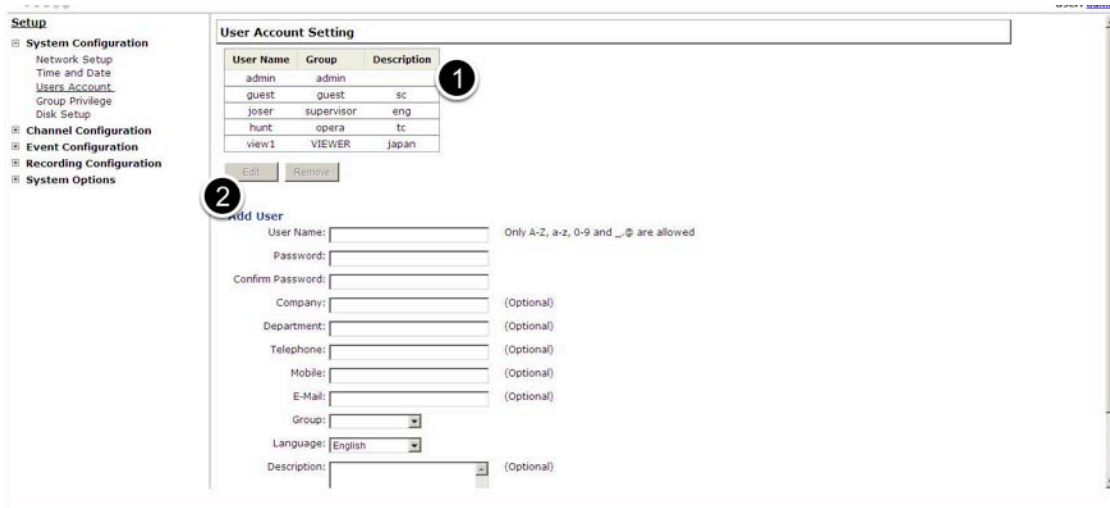 Setup
System Configuration
Network Setup
Time and Date
Users Account
Group Privilege
Disk Setup
Channel Configuration
Event Configuration
Recording Configuration
System Options
User Account Setting
User Name Group Description
admin admin
guest guest sc
joser supervisor eng
hunt opera tc
view1 VIEWER japan
1
Edit Remove
2
Add User
User Name: Only A-Z, a-z, 0-9 and _.@ are allowed
Password:
Confirm Password:
Company: (Optional)
Department: (Optional)
Telephone: (Optional)
Mobile: (Optional)
E-Mail: (Optional)
Group:
Language: English
Description: (Optional)